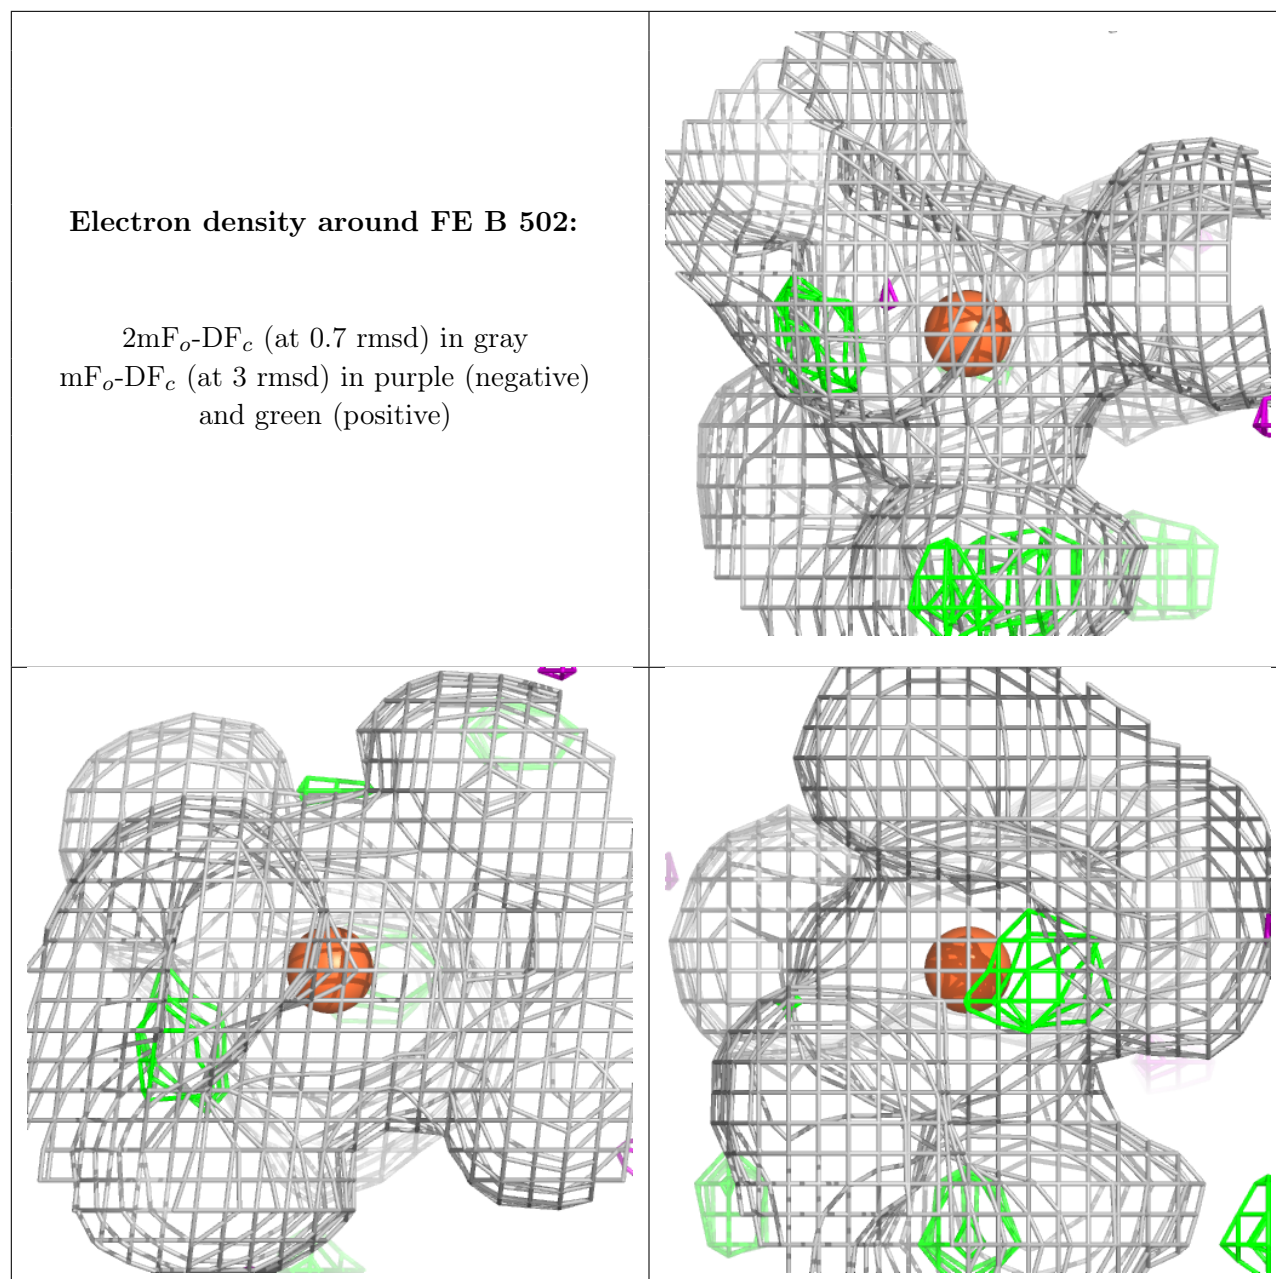 Electron density around FE B 502:
2mFo-DFc (at 0.7 rmsd) in gray
mFo-DFc (at 3 rmsd) in purple (negative)
and green (positive)